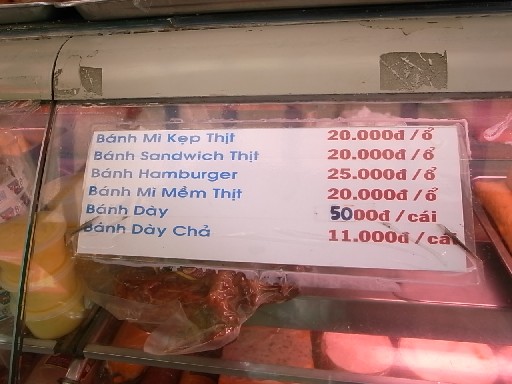 Bánh Mì Kẹp Thịt 20.000đ/ổ
Bánh Sandwich Thịt 20.000đ/ổ
Bánh Hamburger 25.000đ/ổ
Bánh Mì Mềm Thịt 20.000đ/ổ
Bánh Dày 5000đ/cái
Bánh Dày Chả 11.000đ/cái